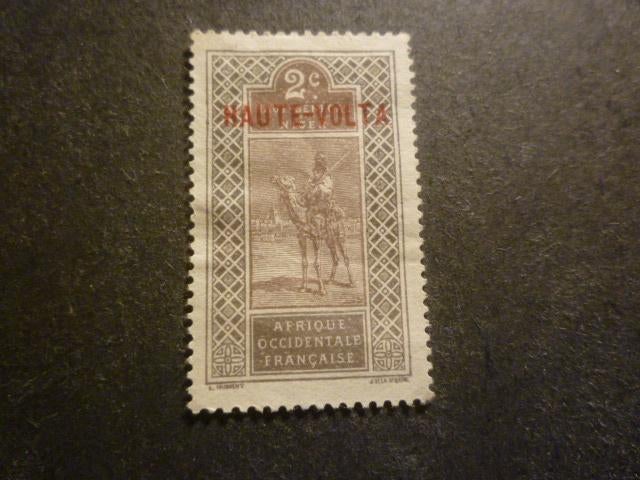 2c
HAUTE-VOLTA
AFRIQUE
OCCIDENTALE
FRANÇAISE